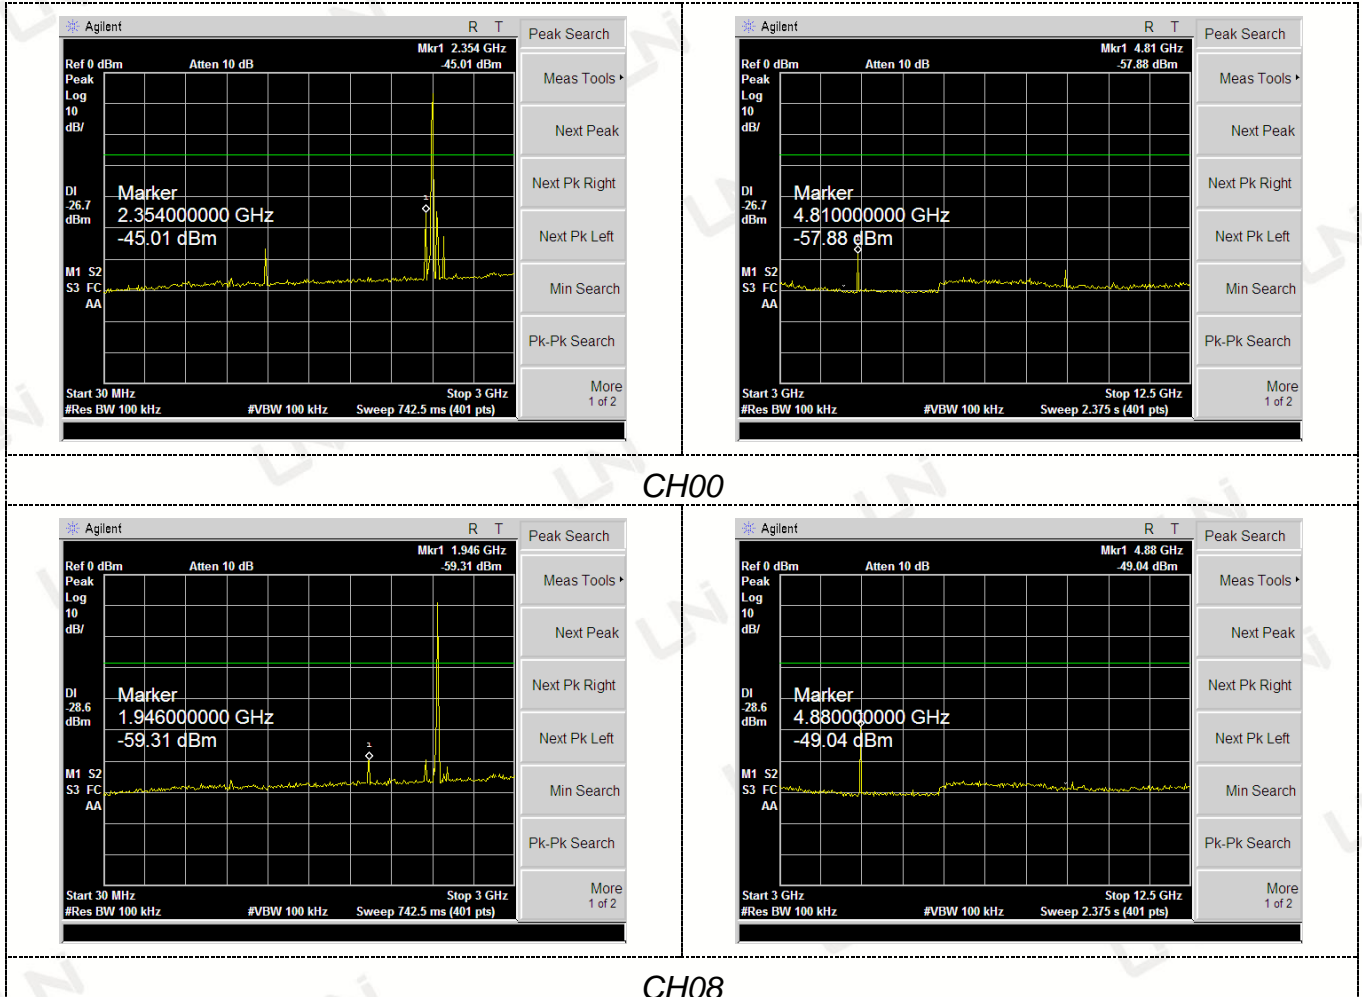 Agilent R T
Peak Search
Mkr1 2.354 GHz
Ref 0 dBm Atten 10 dB -45.01 dBm
Peak
Log
10
dB/
Meas Tools
Next Peak
Next Pk Right
DI
-26.7
dBm
Marker
2.354000000 GHz
-45.01 dBm
1
Next Pk Left
M1 S2
S3 FC
AA
Min Search
Pk-Pk Search
Start 30 MHz Stop 3 GHz
#Res BW 100 kHz #VBW 100 kHz Sweep 742.5 ms (401 pts)
More
1 of 2
Agilent R T
Peak Search
Mkr1 4.81 GHz
Ref 0 dBm Atten 10 dB -57.88 dBm
Peak
Log
10
dB/
Meas Tools
Next Peak
Next Pk Right
DI
-26.7
dBm
Marker
4.810000000 GHz
-57.88 dBm
Next Pk Left
M1 S2
S3 FC
AA
Min Search
Pk-Pk Search
Start 3 GHz Stop 12.5 GHz
#Res BW 100 kHz #VBW 100 kHz Sweep 2.375 s (401 pts)
More
1 of 2
CH00
Agilent R T
Peak Search
Mkr1 1.946 GHz
Ref 0 dBm Atten 10 dB -59.31 dBm
Peak
Log
10
dB/
Meas Tools
Next Peak
Next Pk Right
DI
-28.6
dBm
Marker
1.946000000 GHz
-59.31 dBm
1
Next Pk Left
M1 S2
S3 FC
AA
Min Search
Pk-Pk Search
Start 30 MHz Stop 3 GHz
#Res BW 100 kHz #VBW 100 kHz Sweep 742.5 ms (401 pts)
More
1 of 2
Agilent R T
Peak Search
Mkr1 4.88 GHz
Ref 0 dBm Atten 10 dB -49.04 dBm
Peak
Log
10
dB/
Meas Tools
Next Peak
Next Pk Right
DI
-28.6
dBm
Marker
4.880000000 GHz
-49.04 dBm
Next Pk Left
M1 S2
S3 FC
AA
Min Search
Pk-Pk Search
Start 3 GHz Stop 12.5 GHz
#Res BW 100 kHz #VBW 100 kHz Sweep 2.375 s (401 pts)
More
1 of 2
CH08